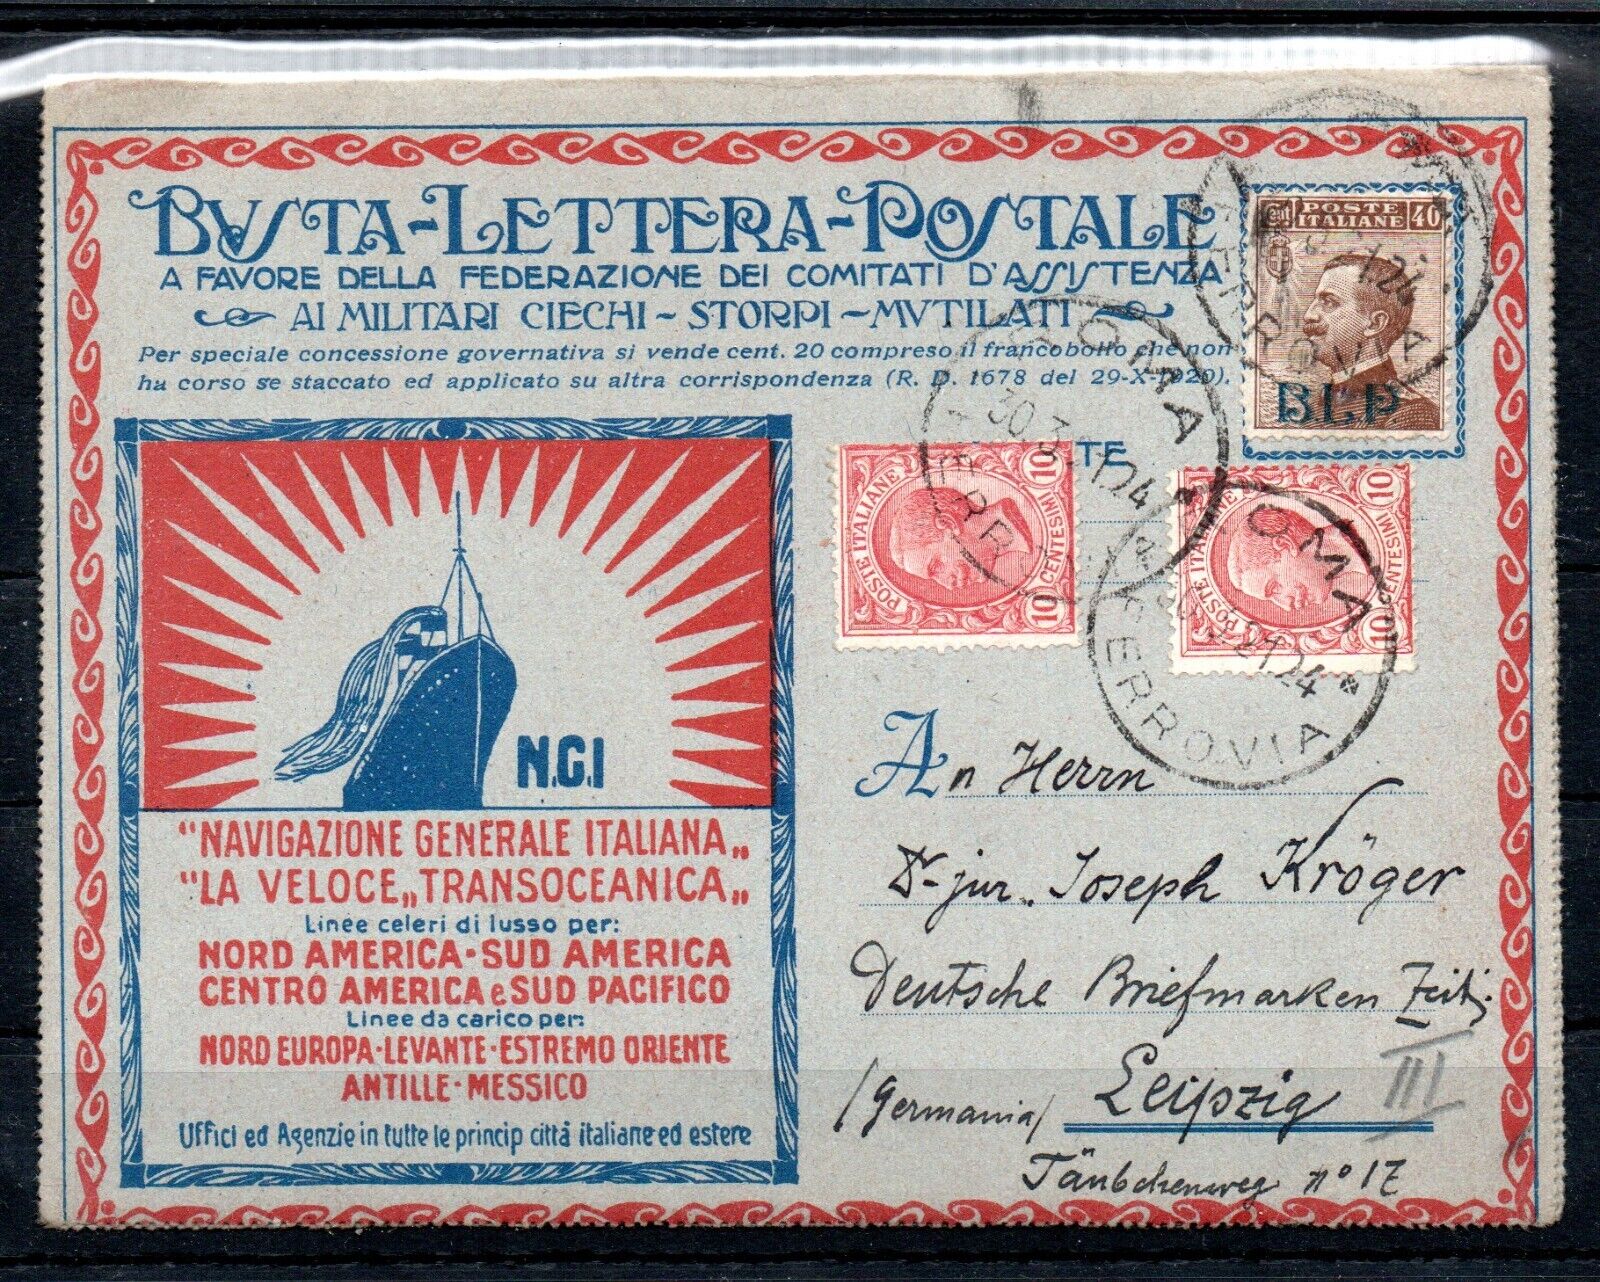 BVSTA-LETTERA-POSTALE
A FAVORE DELLA FEDERAZIONE DEI COMITATI D'ASSISTENZA
AI MILITARI CIECHI - STORPI - MVTILATI
Per speciale concessione governativa si vende cent. 20 compreso il francobollo che non
ha corso se staccato ed applicato su altra corrispondenza (R. D. 1678 del 29-X-1920).
POSTE ITALIANE 40
B.L.P
ROMA
FERROVIA
POSTE ITALIANE
10 CENTESIMI 10
POSTE ITALIANE
10 CENTESIMI 10
ROMA
FERROVIA
N.G.I
"NAVIGAZIONE GENERALE ITALIANA„
"LA VELOCE„ TRANSOCEANICA„
Linee celeri di lusso per:
NORD AMERICA·SUD AMERICA
CENTRO AMERICA e SUD PACIFICO
Linee da carico per:
NORD EUROPA·LEVANTE·ESTREMO ORIENTE
ANTILLE·MESSICO
Uffici ed Agenzie in tutte le princip città italiane ed estere
An Herrn
Dr jur. Joseph Kröger
Deutsche Briefmarken Zeit.
III
/Germania/ Leipzig
Täubchenweg nº 17